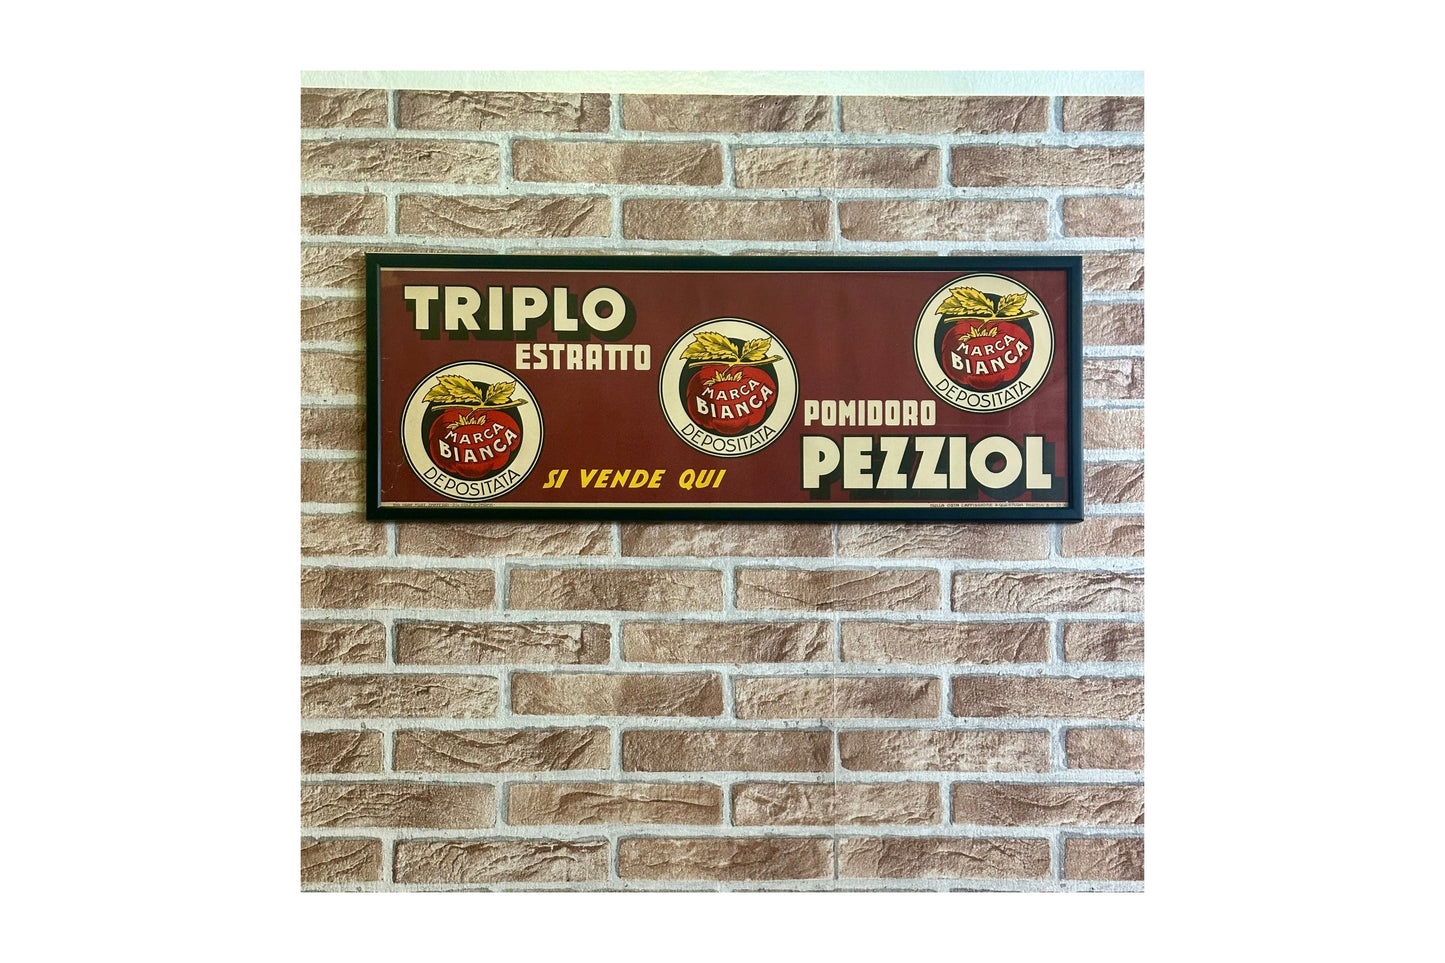 TRIPLO
ESTRATTO
MARCA
BIANCA
DEPOSITATA
SI VENDE QUI
MARCA
BIANCA
DEPOSITATA
MARCA
BIANCA
DEPOSITATA
POMIDORO
PEZZIOL